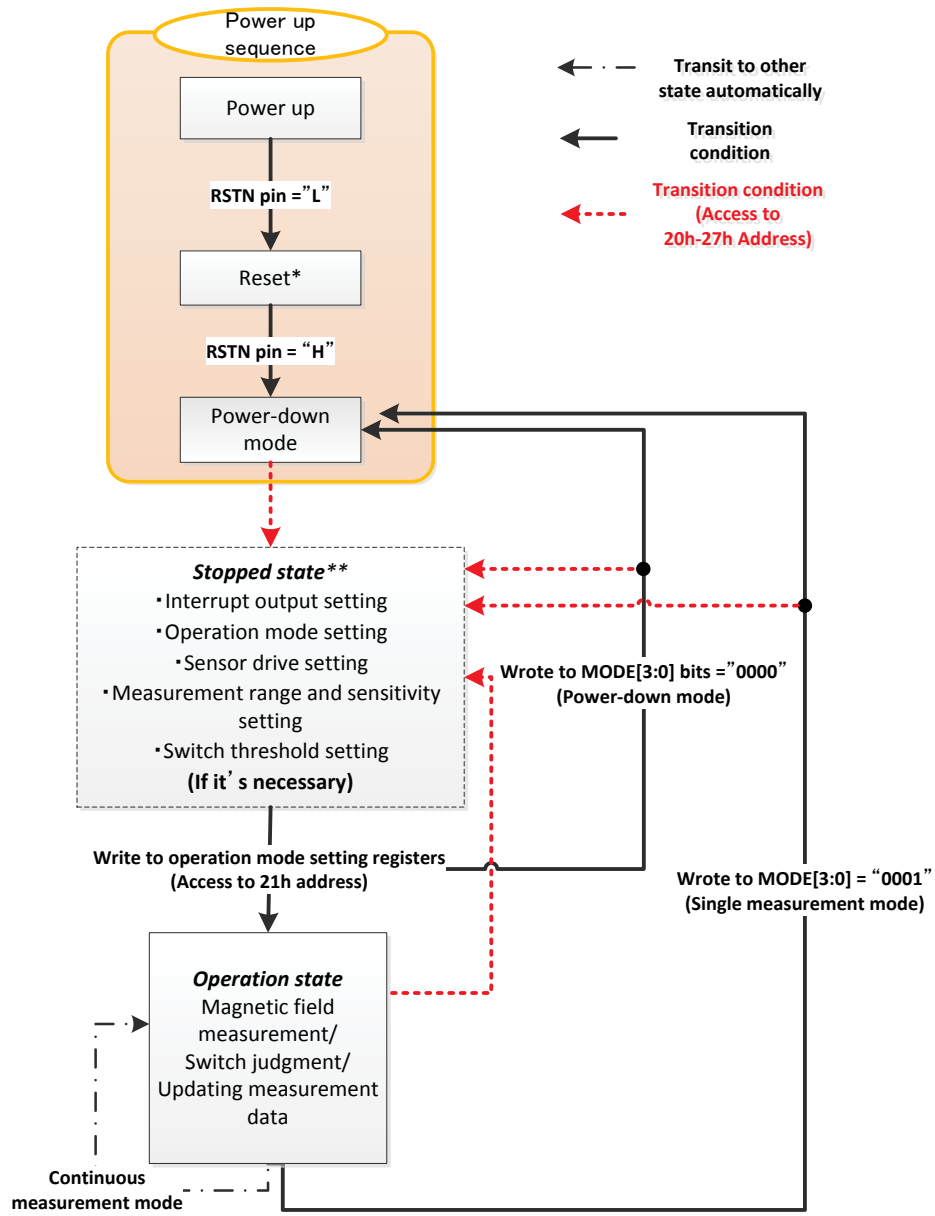 Power up
sequence
Power up
RSTN pin =”L”
Reset*
RSTN pin = “H”
Power-down
mode
Transit to other
state automatically
Transition
condition
Transition condition
(Access to
20h-27h Address)
Stopped state**
・Interrupt output setting
・Operation mode setting
・Sensor drive setting
・Measurement range and sensitivity
setting
・Switch threshold setting
(If it’s necessary)
Wrote to MODE[3:0] bits =”0000”
(Power-down mode)
Write to operation mode setting registers
(Access to 21h address)
Wrote to MODE[3:0] = “0001”
(Single measurement mode)
Operation state
Magnetic field
measurement/
Switch judgment/
Updating measurement
data
Continuous
measurement mode